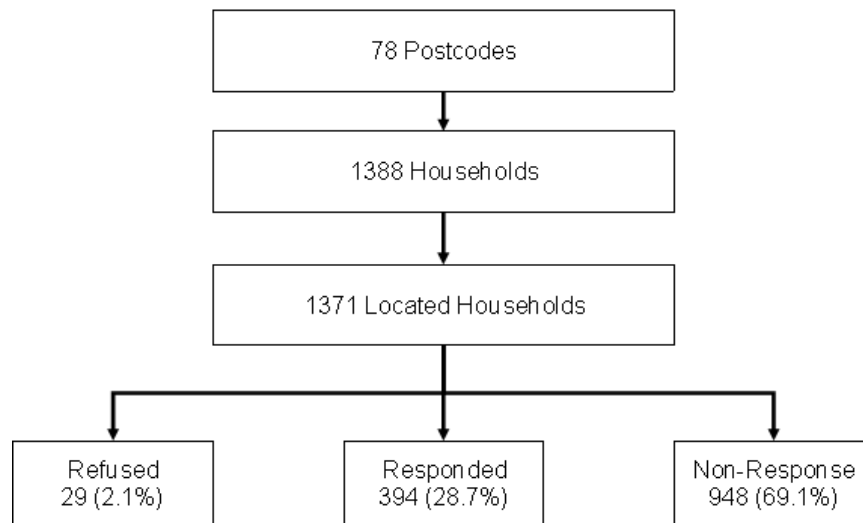 78 Postcodes
1388 Households
1371 Located Households
Refused
29 (2.1%)
Responded
394 (28.7%)
Non-Response
948 (69.1%)